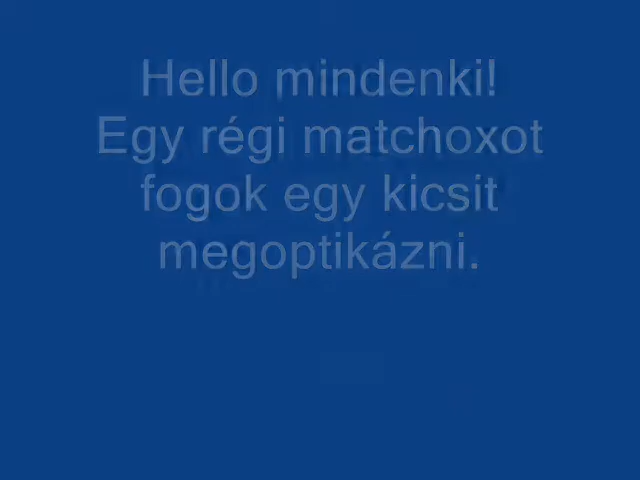 Hello mindenki!
Egy régi matchoxot
fogok egy kicsit
megoptikázni.